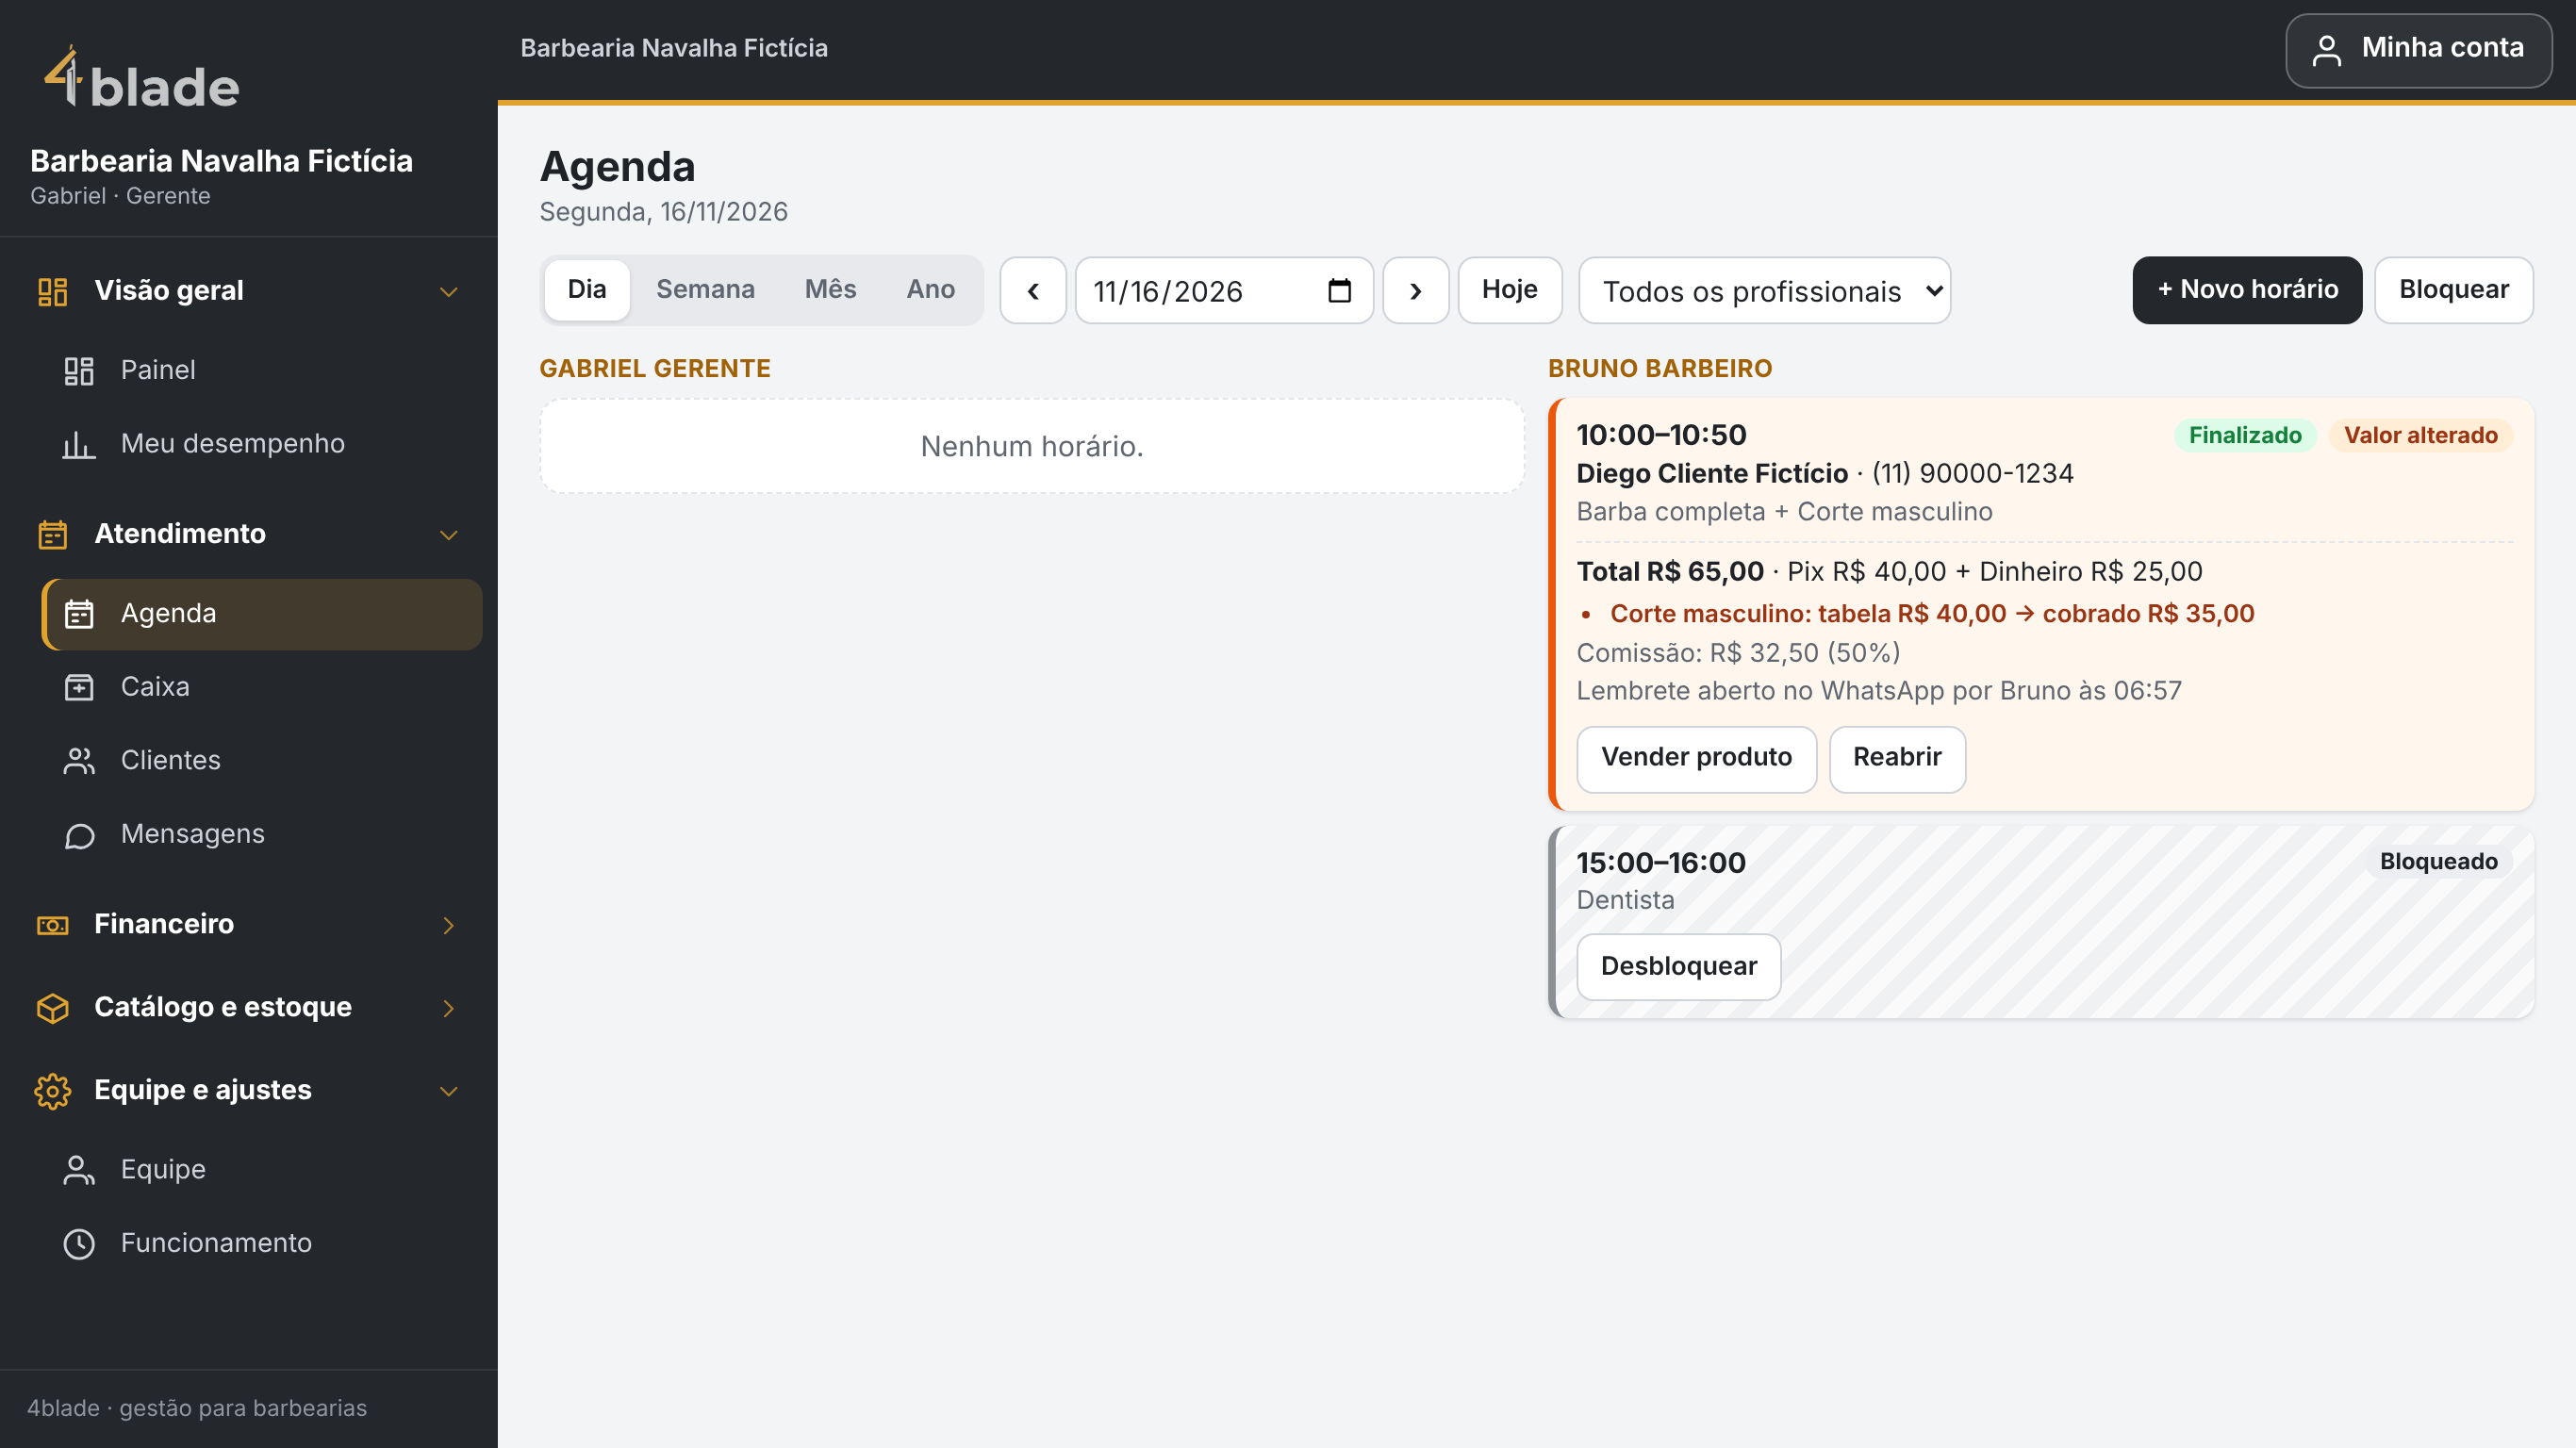 4blade
Barbearia Navalha Fictícia
Gabriel · Gerente
Visão geral
Painel
Meu desempenho
Atendimento
Agenda
Caixa
Clientes
Mensagens
Financeiro
Catálogo e estoque
Equipe e ajustes
Equipe
Funcionamento
4blade · gestão para barbearias
Barbearia Navalha Fictícia
Minha conta
Agenda
Segunda, 16/11/2026
Dia Semana Mês Ano ‹ 11/16/2026 › Hoje Todos os profissionais + Novo horário Bloquear
GABRIEL GERENTE
Nenhum horário.
BRUNO BARBEIRO
10:00–10:50 Finalizado Valor alterado
Diego Cliente Fictício · (11) 90000-1234
Barba completa + Corte masculino
Total R$ 65,00 · Pix R$ 40,00 + Dinheiro R$ 25,00
• Corte masculino: tabela R$ 40,00 → cobrado R$ 35,00
Comissão: R$ 32,50 (50%)
Lembrete aberto no WhatsApp por Bruno às 06:57
Vender produto Reabrir
15:00–16:00 Bloqueado
Dentista
Desbloquear